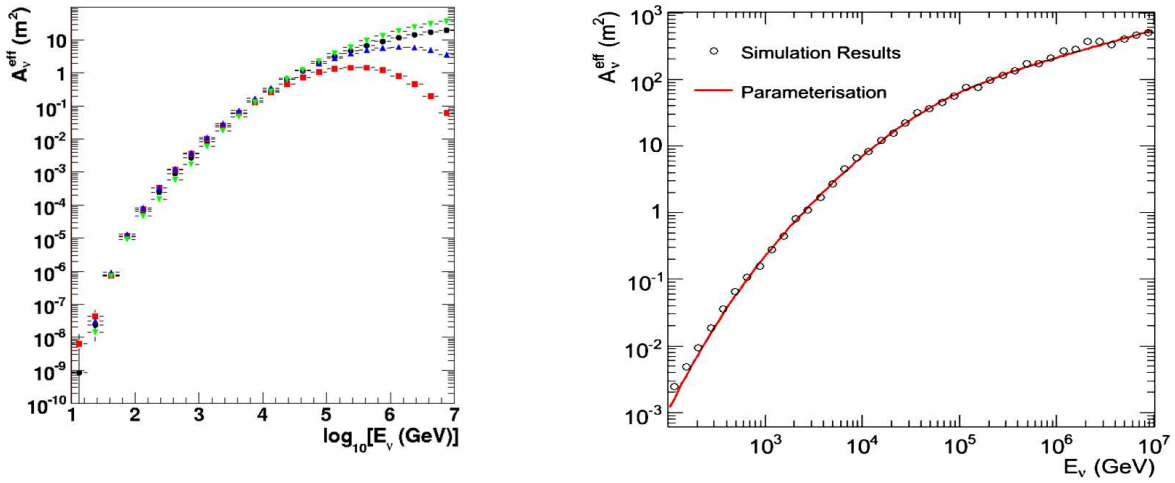 A_ν^eff (m²)
10
1
10⁻¹
10⁻²
10⁻³
10⁻⁴
10⁻⁵
10⁻⁶
10⁻⁷
10⁻⁸
10⁻⁹
10⁻¹⁰
1 2 3 4 5 6 7
log₁₀[E_ν (GeV)]
A_ν^eff (m²)
10³
10²
10
1
10⁻¹
10⁻²
10⁻³
Simulation Results
Parameterisation
10³ 10⁴ 10⁵ 10⁶ 10⁷
E_ν (GeV)